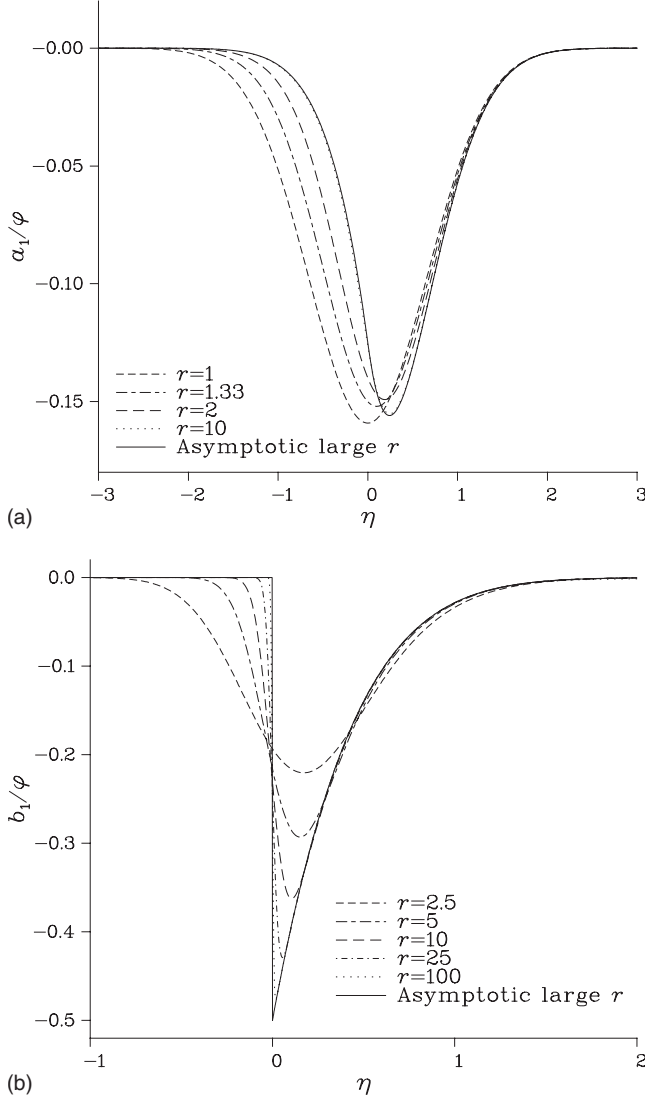 −0.00
−0.05
−0.10
−0.15
a₁/φ
r=1
r=1.33
r=2
r=10
Asymptotic large r
−3
−2
−1
0
1
2
3
η
(a)
0.0
−0.1
−0.2
−0.3
−0.4
−0.5
b₁/φ
r=2.5
r=5
r=10
r=25
r=100
Asymptotic large r
−1
0
1
2
η
(b)